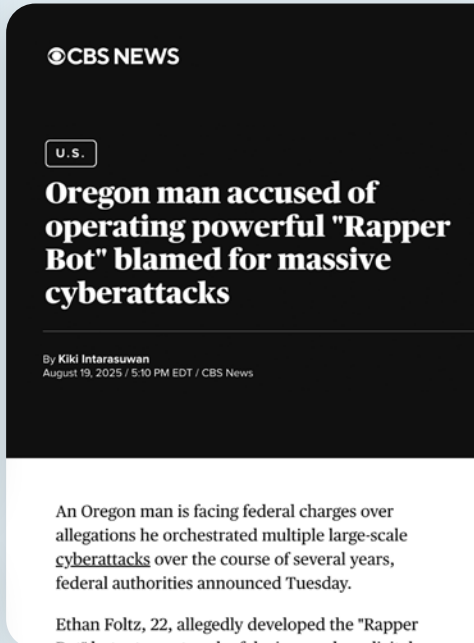 CBS NEWS
U.S.
Oregon man accused of
operating powerful "Rapper
Bot" blamed for massive
cyberattacks
By Kiki Intarasuwan
August 19, 2025 / 5:10 PM EDT / CBS News
An Oregon man is facing federal charges over
allegations he orchestrated multiple large-scale
cyberattacks over the course of several years,
federal authorities announced Tuesday.
Ethan Foltz, 22, allegedly developed the "Rapper